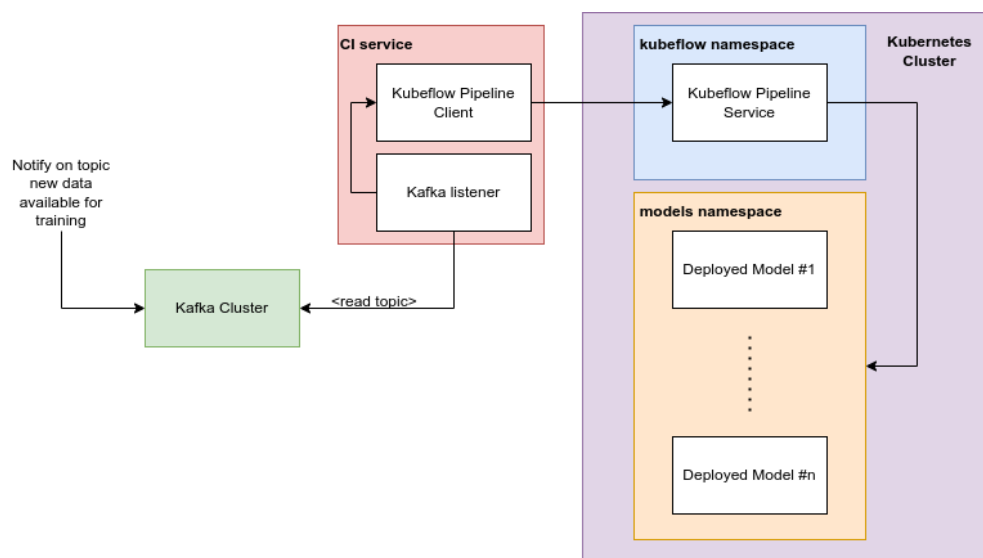 CI service
kubeflow namespace
Kubernetes
Cluster
Kubeflow Pipeline
Client
Kubeflow Pipeline
Service
Notify on topic
new data
available for
training
Kafka listener
models namespace
Deployed Model #1
Kafka Cluster
<read topic>
Deployed Model #n